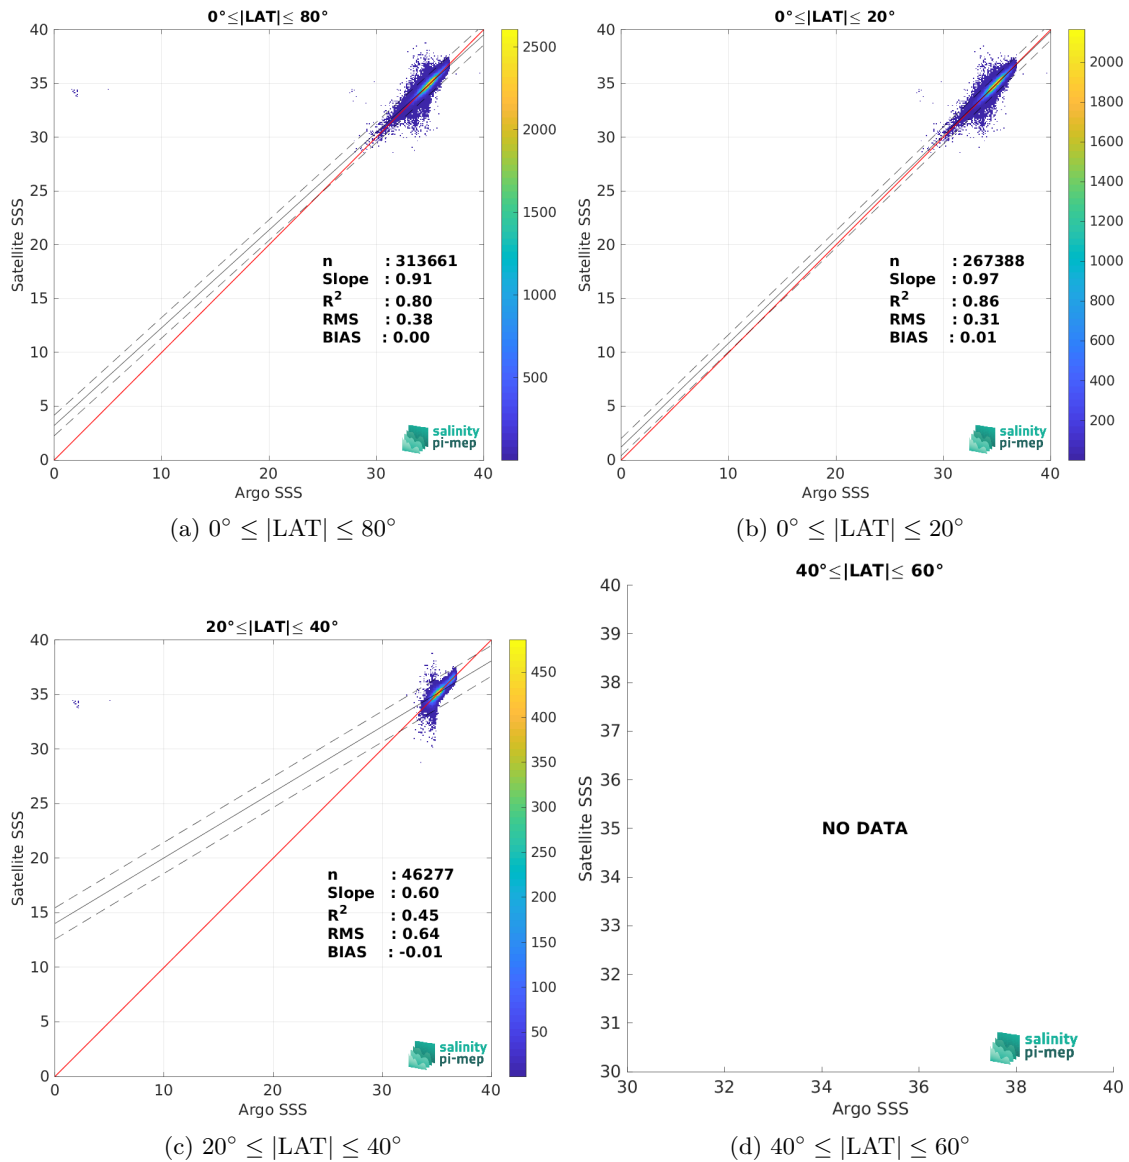 0°≤|LAT|≤ 80°
40
35
30
25
20
15
10
5
0
Satellite SSS
n : 313661
Slope : 0.91
R² : 0.80
RMS : 0.38
BIAS : 0.00
salinity
pi-mep
0 10 20 30 40
Argo SSS
2500
2000
1500
1000
500
(a) 0° ≤ |LAT| ≤ 80°
0°≤|LAT|≤ 20°
40
35
30
25
20
15
10
5
0
Satellite SSS
n : 267388
Slope : 0.97
R² : 0.86
RMS : 0.31
BIAS : 0.01
salinity
pi-mep
0 10 20 30 40
Argo SSS
2000
1800
1600
1400
1200
1000
800
600
400
200
(b) 0° ≤ |LAT| ≤ 20°
20°≤|LAT|≤ 40°
40
35
30
25
20
15
10
5
0
Satellite SSS
n : 46277
Slope : 0.60
R² : 0.45
RMS : 0.64
BIAS : -0.01
salinity
pi-mep
0 10 20 30 40
Argo SSS
450
400
350
300
250
200
150
100
50
(c) 20° ≤ |LAT| ≤ 40°
40°≤|LAT|≤ 60°
40
39
38
37
36
35
34
33
32
31
30
Satellite SSS
NO DATA
salinity
pi-mep
30 32 34 36 38 40
Argo SSS
(d) 40° ≤ |LAT| ≤ 60°